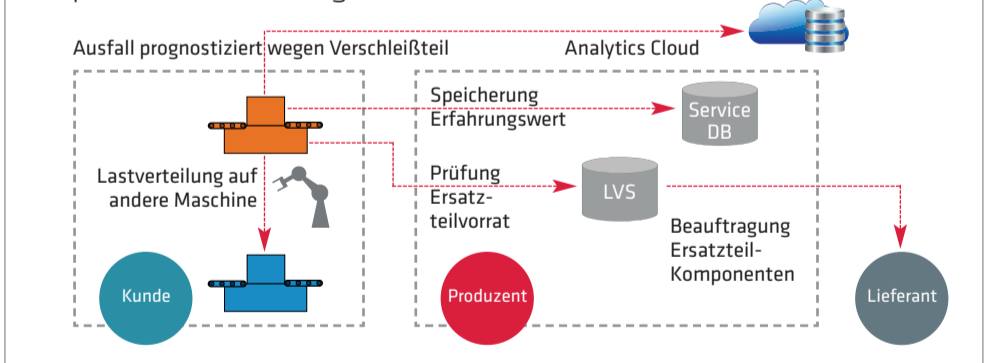 Ausfall prognostiziert wegen Verschleißteil
Analytics Cloud
Speicherung
Erfahrungswert
Service
DB
Lastverteilung auf
andere Maschine
Prüfung
Ersatz-
teilvorrat
LVS
Beauftragung
Ersatzteil-
Komponenten
Kunde
Produzent
Lieferant